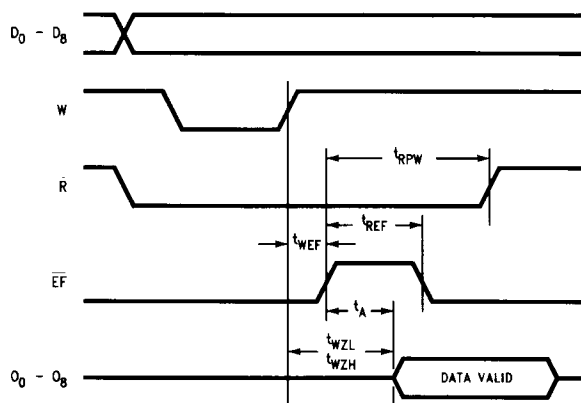 D0 - D8
W
R
tRPW
tREF
tWEF
EF
tA
tWZL
tWZH
O0 - O8
DATA VALID